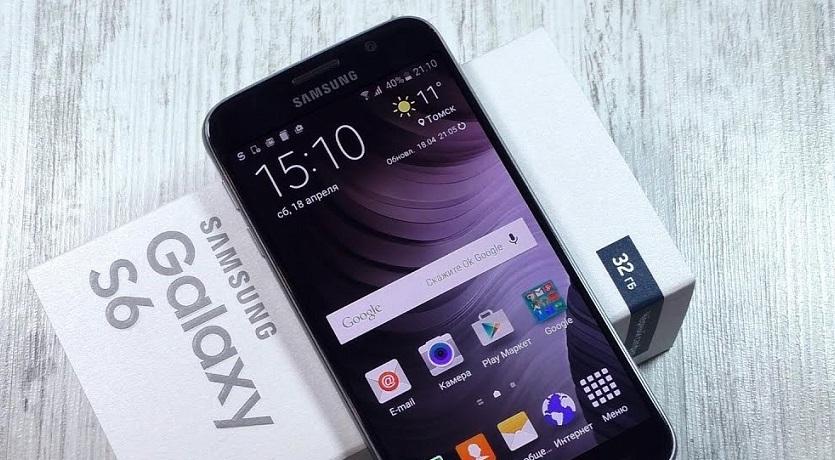 SAMSUNG
40% 21:10
S
15:10
сб, 18 апреля
11°
Томск
Обновл. 18.04 21:05
Google
Скажите Ok Google
E-mail
Камера
Play Маркет
Google
Интернет
Меню
SAMSUNG
Galaxy
S6
32 ГБ